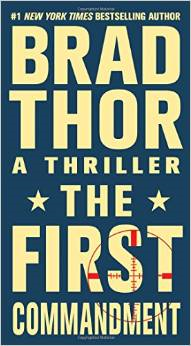 #1 NEW YORK TIMES BESTSELLING AUTHOR
BRAD
THOR
A THRILLER
THE
FIRST
COMMANDMENT